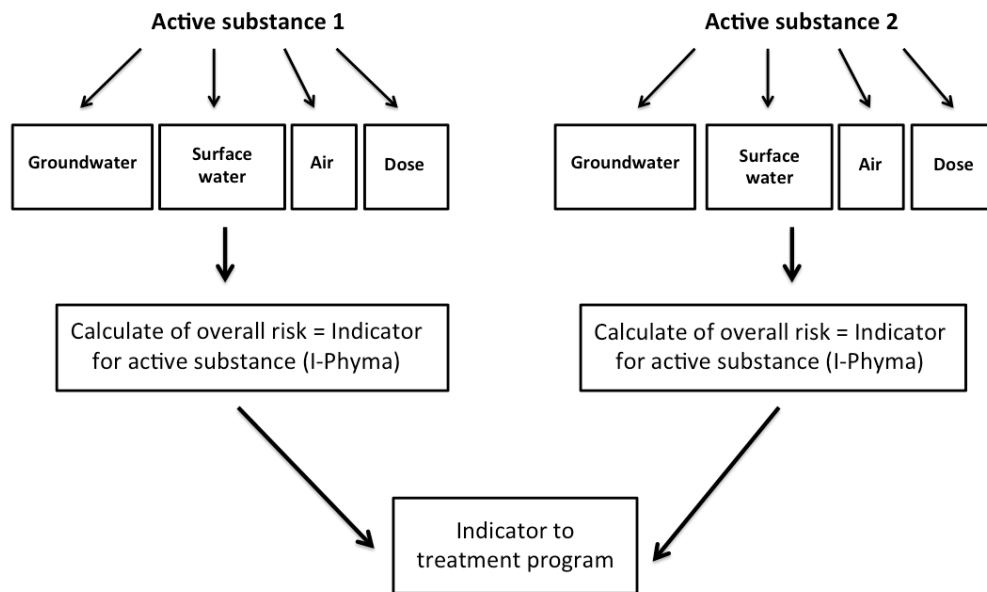 Active substance 1
Active substance 2
Groundwater
Surface
water
Air
Dose
Groundwater
Surface
water
Air
Dose
Calculate of overall risk = Indicator
for active substance (I-Phyma)
Calculate of overall risk = Indicator
for active substance (I-Phyma)
Indicator to
treatment program